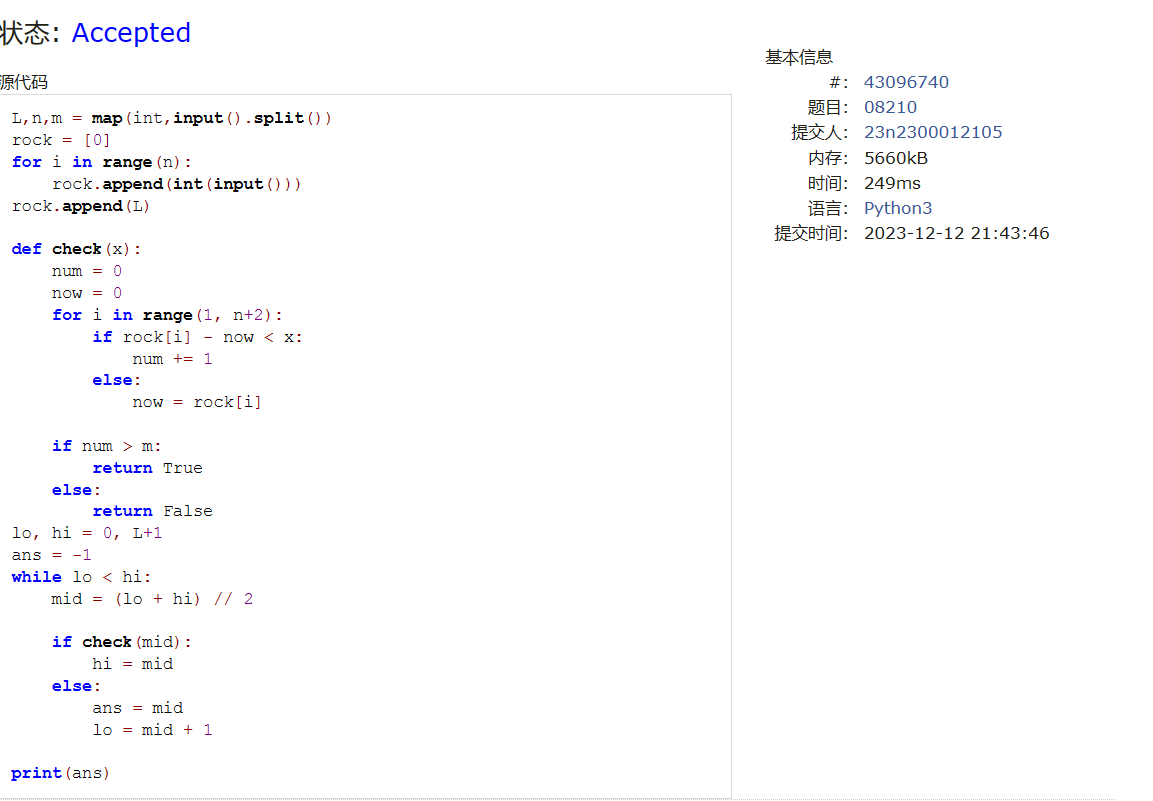 状态: Accepted
源代码
L,n,m = map(int,input().split())
rock = [0]
for i in range(n):
    rock.append(int(input()))
rock.append(L)
def check(x):
    num = 0
    now = 0
    for i in range(1, n+2):
        if rock[i] - now < x:
            num += 1
        else:
            now = rock[i]
    if num > m:
        return True
    else:
        return False
lo, hi = 0, L+1
ans = -1
while lo < hi:
    mid = (lo + hi) // 2
    if check(mid):
        hi = mid
    else:
        ans = mid
        lo = mid + 1
print(ans)
基本信息
#: 43096740
题目: 08210
提交人: 23n2300012105
内存: 5660kB
时间: 249ms
语言: Python3
提交时间: 2023-12-12 21:43:46